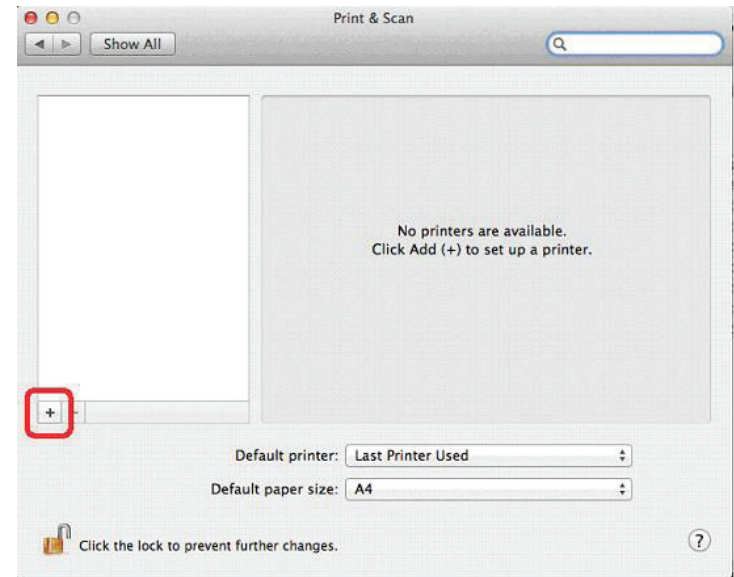 Print & Scan
Show All
No printers are available.
Click Add (+) to set up a printer.
+
Default printer: Last Printer Used
Default paper size: A4
Click the lock to prevent further changes.
?